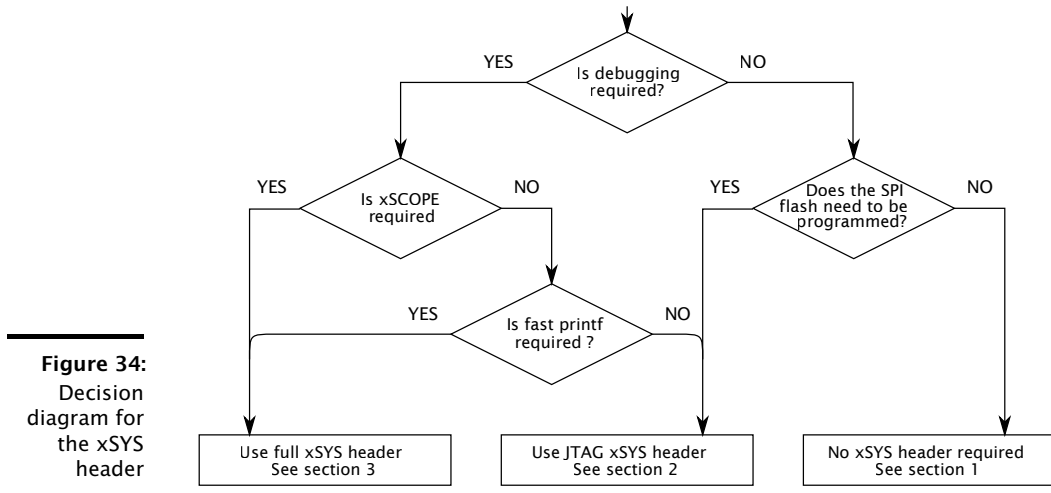 Is debugging
required?
YES
NO
Is xSCOPE
required
YES
NO
Does the SPI
flash need to be
programmed?
YES
NO
Is fast printf
required ?
YES
NO
Use full xSYS header
See section 3
Use JTAG xSYS header
See section 2
No xSYS header required
See section 1
Figure 34:
Decision
diagram for
the xSYS
header